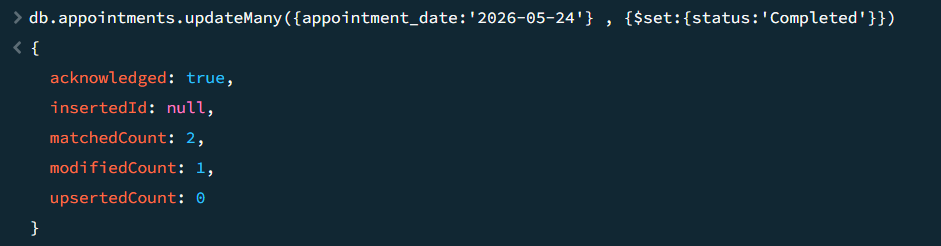 > db.appointments.updateMany({appointment_date:'2026-05-24'} , {$set:{status:'Completed'}})
< {
acknowledged: true,
insertedId: null,
matchedCount: 2,
modifiedCount: 1,
upsertedCount: 0
}